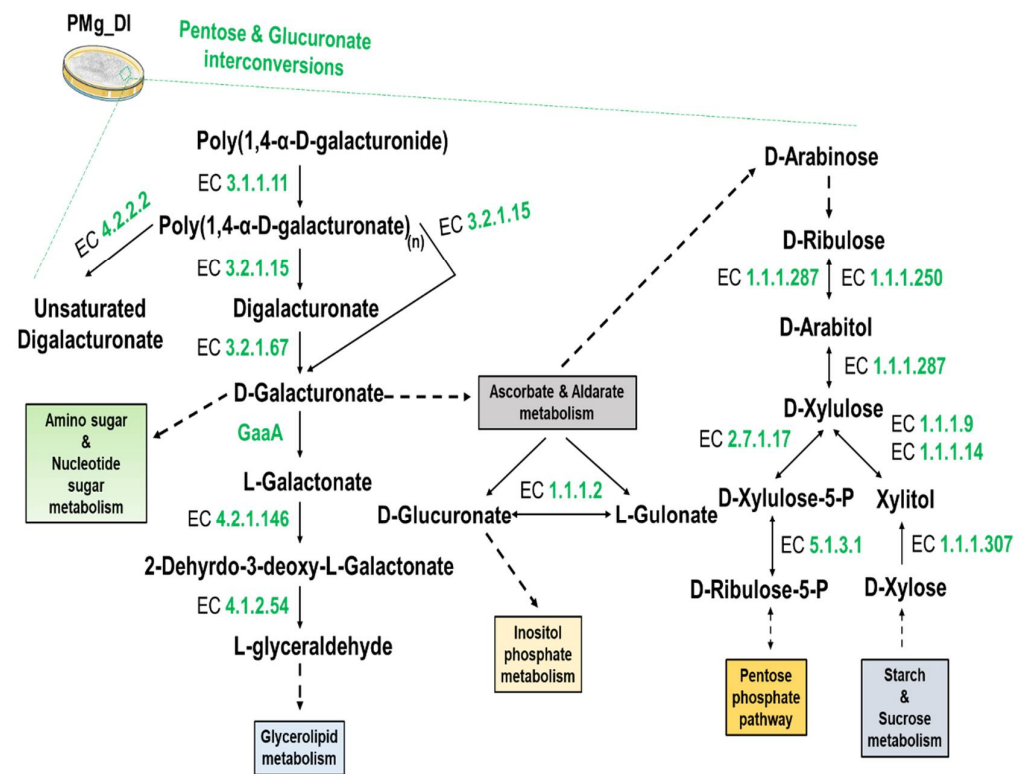 PMg_DI
Pentose & Glucuronate
interconversions
Poly(1,4-α-D-galacturonide)
EC 3.1.1.11
EC 4.2.2.2
Poly(1,4-α-D-galacturonate)(n)
EC 3.2.1.15
EC 3.2.1.15
Unsaturated
Digalacturonate
Digalacturonate
EC 3.2.1.67
D-Galacturonate
Amino sugar
&
Nucleotide
sugar
metabolism
GaaA
L-Galactonate
EC 4.2.1.146
2-Dehyrdo-3-deoxy-L-Galactonate
EC 4.1.2.54
L-glyceraldehyde
Glycerolipid
metabolism
Ascorbate & Aldarate
metabolism
EC 1.1.1.2
D-Glucuronate
L-Gulonate
Inositol
phosphate
metabolism
D-Arabinose
D-Ribulose
EC 1.1.1.287
EC 1.1.1.250
D-Arabitol
EC 1.1.1.287
D-Xylulose
EC 2.7.1.17
EC 1.1.1.9
1.1.1.14
D-Xylulose-5-P
Xylitol
EC 5.1.3.1
EC 1.1.1.307
D-Ribulose-5-P
D-Xylose
Pentose
phosphate
pathway
Starch
&
Sucrose
metabolism